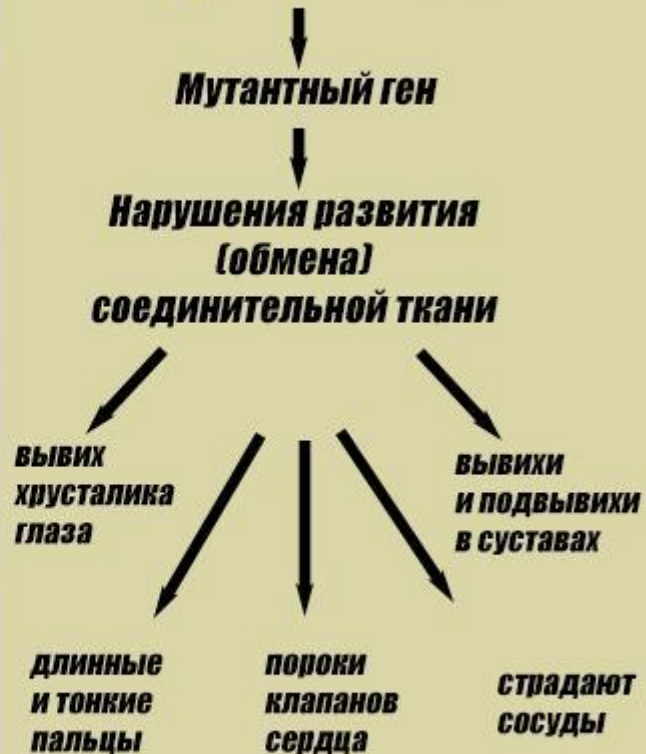 Мутантный ген
Нарушения развития
(обмена)
соединительной ткани
вывих
хрусталика
глаза
вывихи
и подвывихи
в суставах
длинные
и тонкие
пальцы
пороки
клапанов
сердца
страдают
сосуды